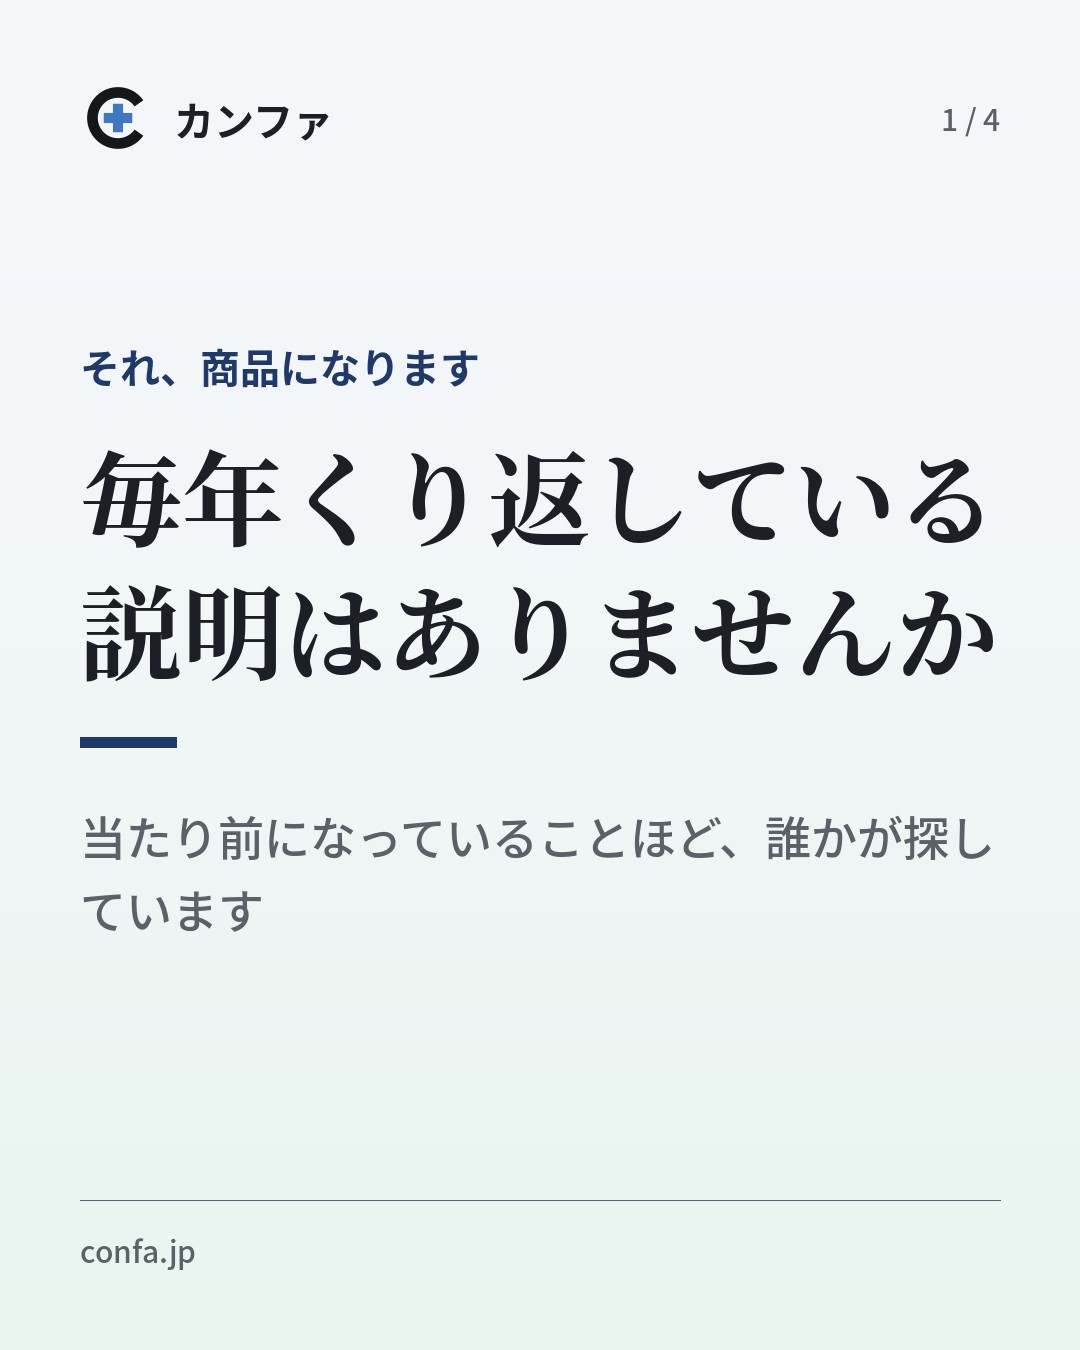 カンファ
1 / 4
それ、商品になります
毎年くり返している
説明はありませんか
当たり前になっていることほど、誰かが探し
ています
confa.jp